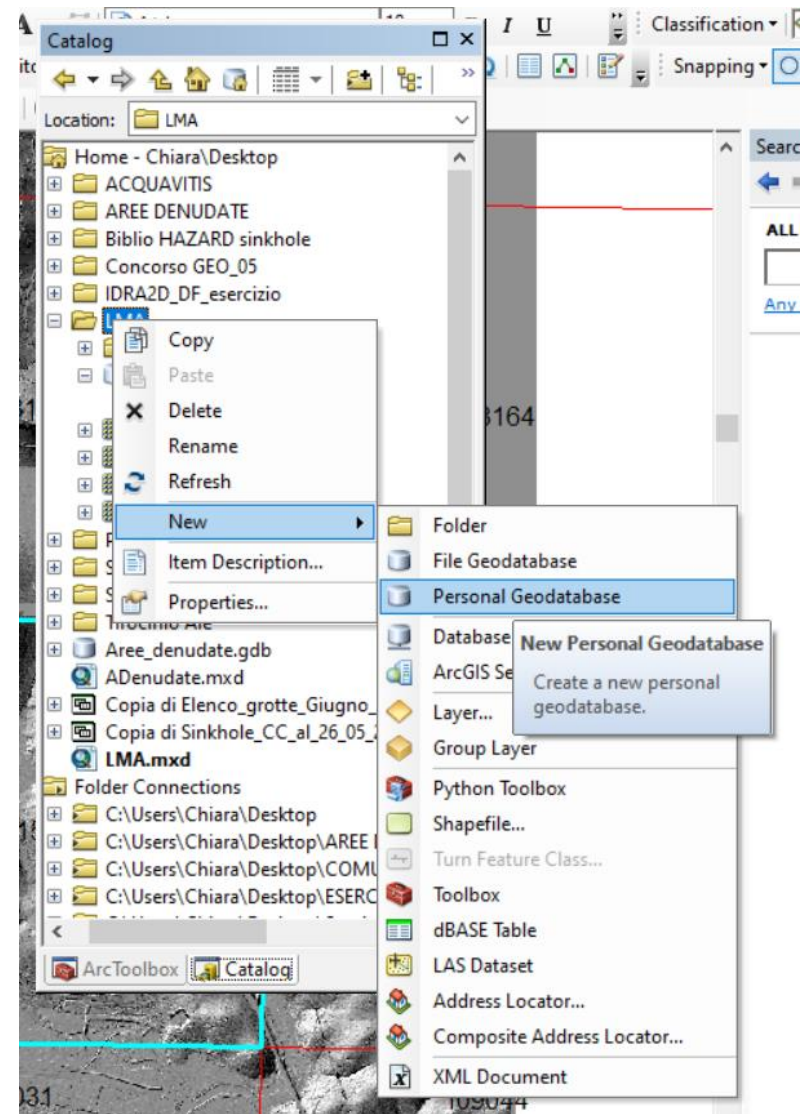 I U Classification
Catalog
Snapping
Location: LMA
Home - Chiara\Desktop
ACQUAVITIS
AREE DENUDATE
Biblio HAZARD sinkhole
Concorso GEO_05
IDRA2D_DF_esercizio
LMA
Copy
Paste
Delete
Rename
Refresh
New
Item Description...
Properties...
Tirocinio Ale
Aree_denudate.gdb
ADenudate.mxd
Copia di Elenco_grotte_Giugno_
Copia di Sinkhole_CC_al_26_05_2
LMA.mxd
Folder Connections
C:\Users\Chiara\Desktop
C:\Users\Chiara\Desktop\AREE
C:\Users\Chiara\Desktop\COMU
C:\Users\Chiara\Desktop\ESERC
ArcToolbox Catalog
Folder
File Geodatabase
Personal Geodatabase
Database
ArcGIS Se
Layer...
Group Layer
Python Toolbox
Shapefile...
Turn Feature Class...
Toolbox
dBASE Table
LAS Dataset
Address Locator...
Composite Address Locator...
XML Document
New Personal Geodatabase
Create a new personal
geodatabase.
Searc
ALL
Any
3164
031
109044